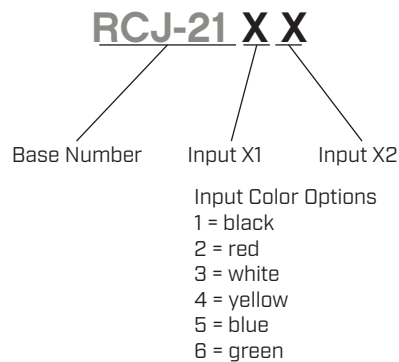 RCJ-21 X X
Base Number Input X1 Input X2
Input Color Options
1 = black
2 = red
3 = white
4 = yellow
5 = blue
6 = green